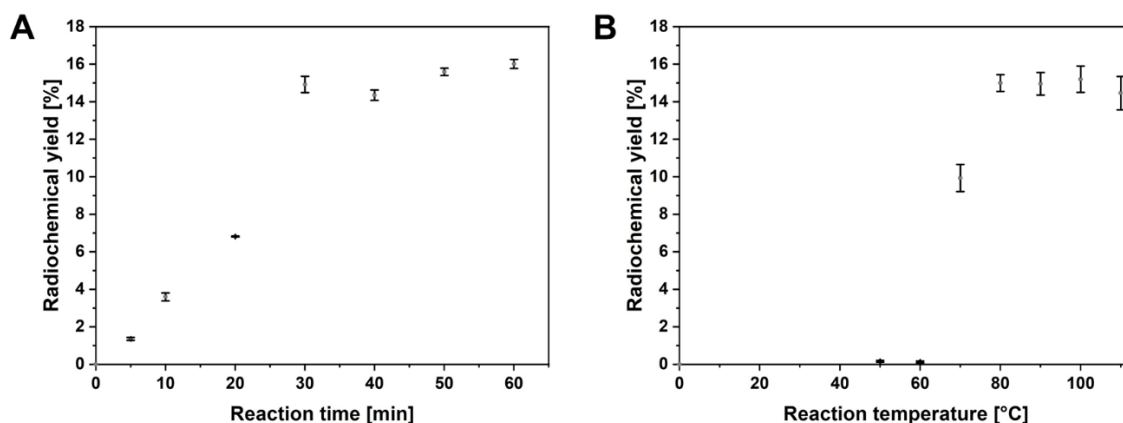 A
Radiochemical yield [%]
18
16
14
12
10
8
6
4
2
0
0 10 20 30 40 50 60
Reaction time [min]
B
Radiochemical yield [%]
18
16
14
12
10
8
6
4
2
0
0 20 40 60 80 100
Reaction temperature [°C]